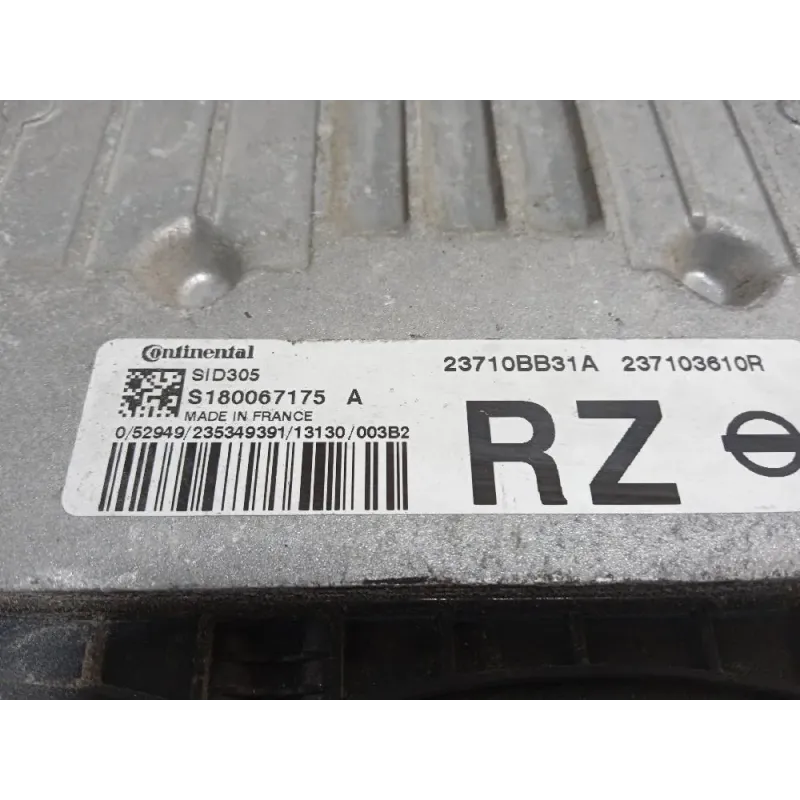 Continental
SID305
S180067175 A
MADE IN FRANCE
0/52949/235349391/13130/003B2
23710BB31A 237103610R
RZ